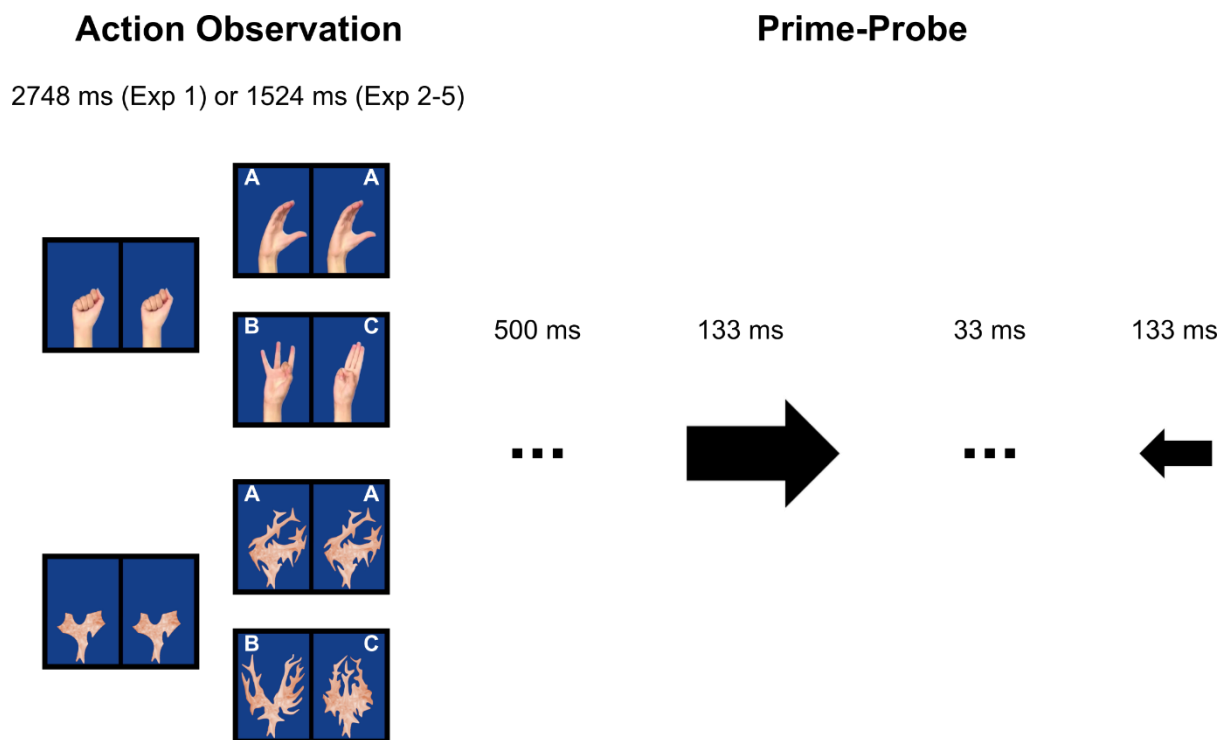 Action Observation
Prime-Probe
2748 ms (Exp 1) or 1524 ms (Exp 2-5)
A A
B C
500 ms
133 ms
33 ms
133 ms
A A
B C